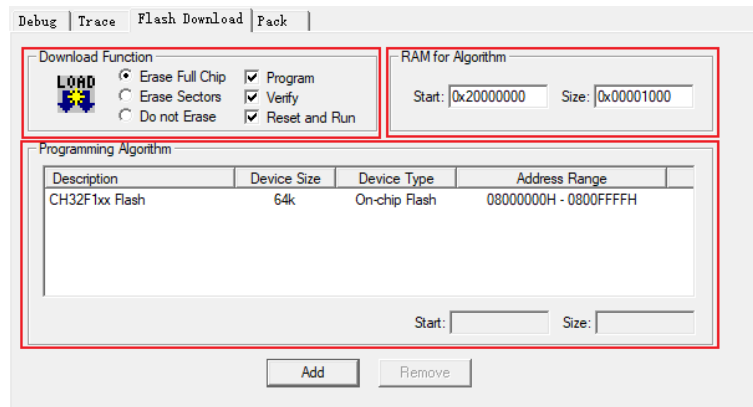 Debug Trace Flash Download Pack
Download Function
LOAD
Erase Full Chip
Erase Sectors
Do not Erase
Program
Verify
Reset and Run
RAM for Algorithm
Start: 0x20000000 Size: 0x00001000
Programming Algorithm
Description Device Size Device Type Address Range
CH32F1xx Flash 64k On-chip Flash 08000000H - 0800FFFFH
Start: Size:
Add Remove